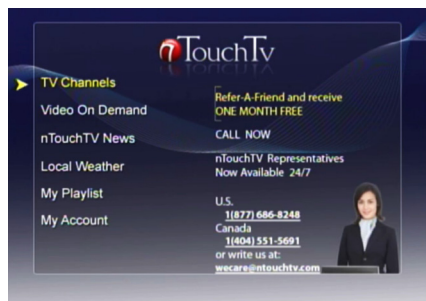 nTouchTv
TV Channels
Video On Demand
nTouchTV News
Local Weather
My Playlist
My Account
Refer-A-Friend and receive
ONE MONTH FREE
CALL NOW
nTouchTV Representatives
Now Available 24/7
U.S.
1(877) 686-8248
Canada
1(404) 551-5691
or write us at:
wecare@ntouchtv.com